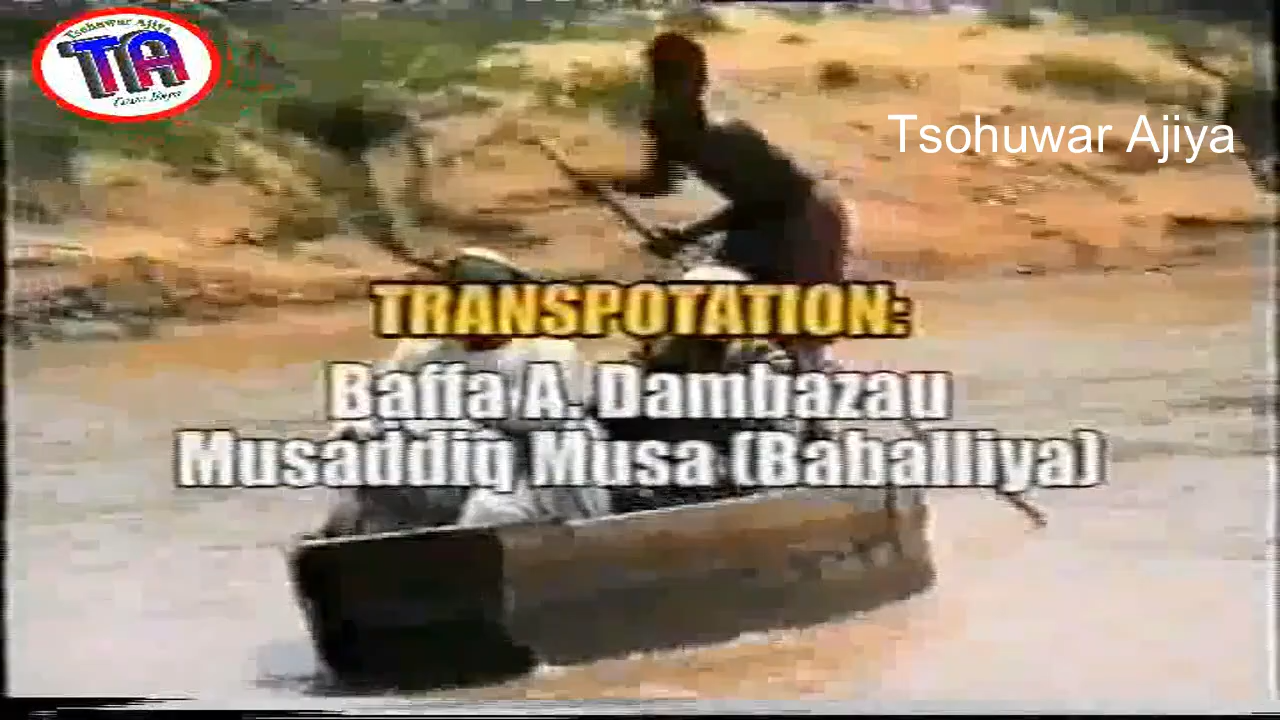 Tsohuwar Ajiya
TA
Tsohuwar Ajiya
TRANSPOTATION:
Baffa A. Dambazau
Musaddiq Musa (Baballiya)